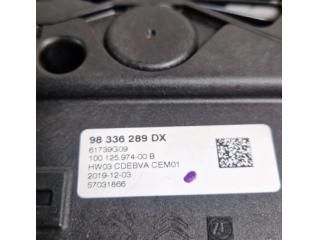 98 336 289 DX
61739G09
100.125.974-00 B
HW03 CDEBVA CEM01
2019-12-03
57031866